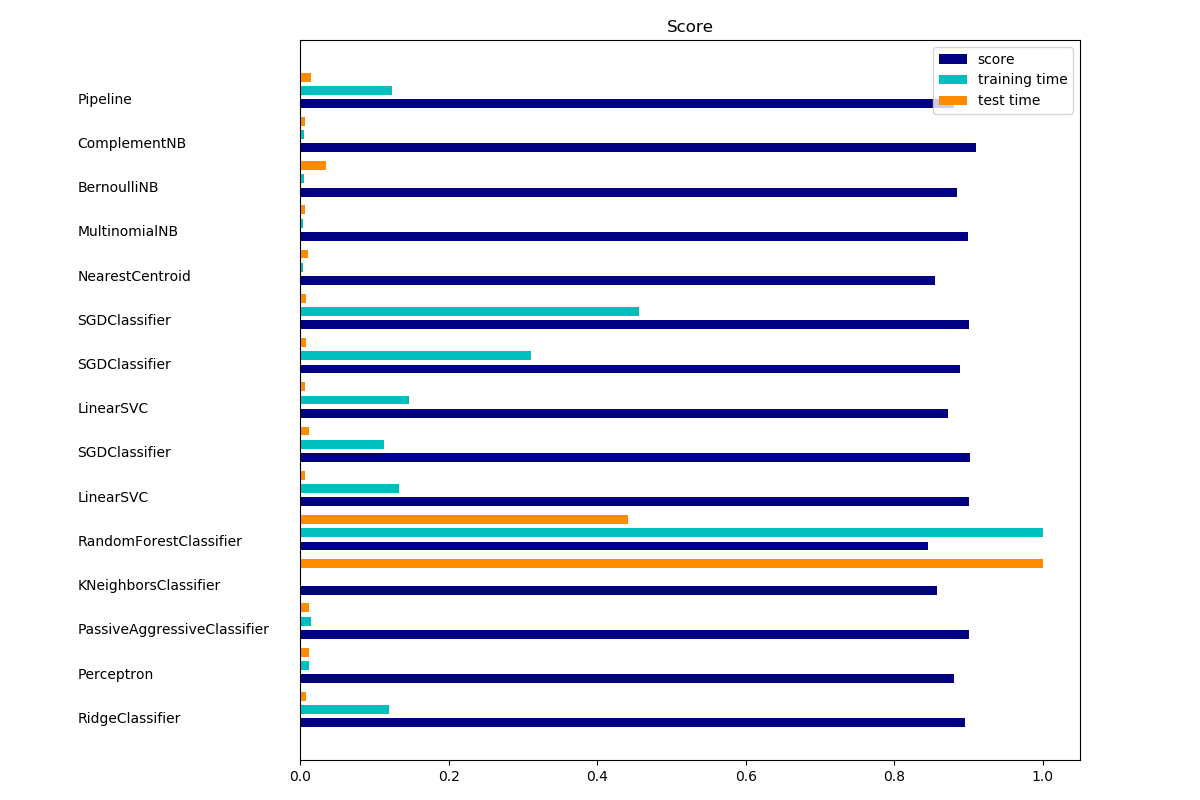 Score
score
training time
test time
Pipeline
ComplementNB
BernoulliNB
MultinomialNB
NearestCentroid
SGDClassifier
SGDClassifier
LinearSVC
SGDClassifier
LinearSVC
RandomForestClassifier
KNeighborsClassifier
PassiveAggressiveClassifier
Perceptron
RidgeClassifier
0.0 0.2 0.4 0.6 0.8 1.0